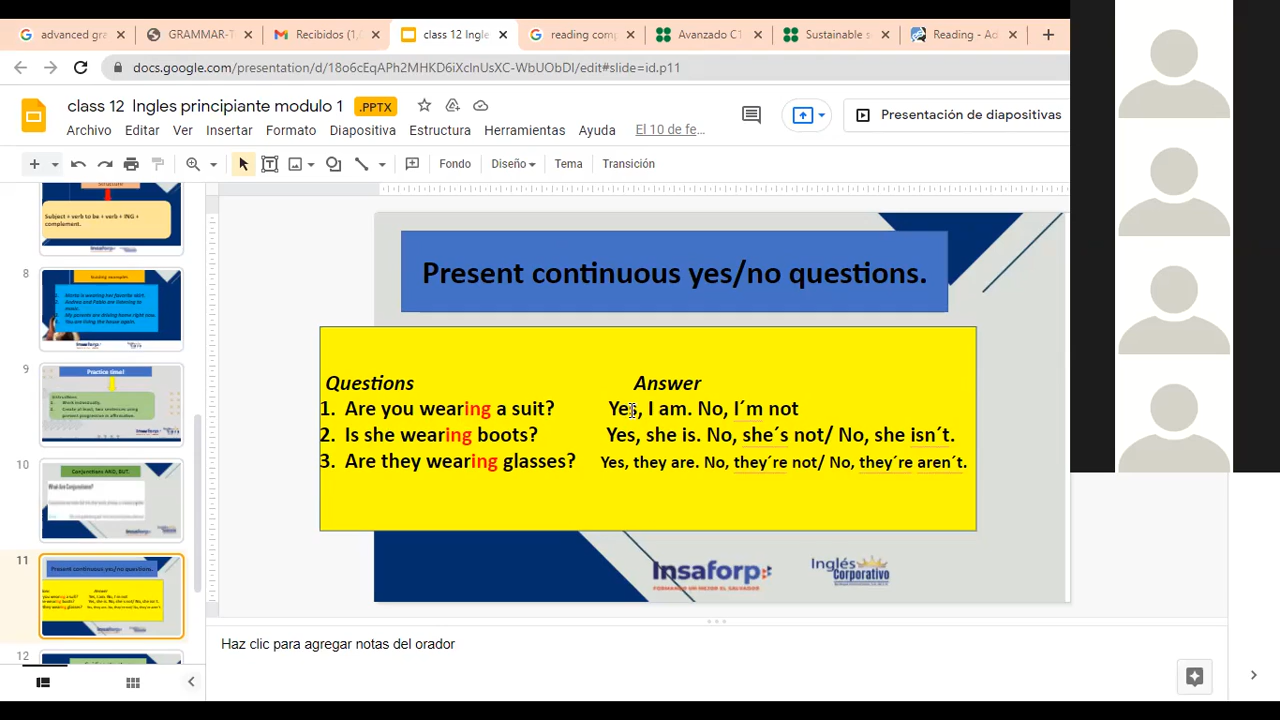 advanced gra
GRAMMAR-T
Recibidos (1,
class 12 Ingle
reading comp
Avanzado C1
Sustainable s
Reading - Ad
docs.google.com/presentation/d/18o6cEqAPh2MHKD6iXcInUsXC-WbUObDI/edit#slide=id.p11
class 12 Ingles principiante modulo 1 .PPTX
Archivo Editar Ver Insertar Formato Diapositiva Estructura Herramientas Ayuda El 10 de fe...
Presentación de diapositivas
Fondo Diseño Tema Transición
Subject + verb to be + verb + ING +
complement.
8
9
Practice time!
10
Conjunctions AND, BUT.
What Are Conjunctions?
11
Present continuous yes/no questions.
12
Present continuous yes/no questions.
Questions Answer
1. Are you wearing a suit? Yes, I am. No, I´m not
2. Is she wearing boots? Yes, she is. No, she´s not/ No, she isn´t.
3. Are they wearing glasses? Yes, they are. No, they´re not/ No, they´re aren´t.
Insaforp
FORMANDO UN MEJOR EL SALVADOR
Inglés
Corporativo
Haz clic para agregar notas del orador